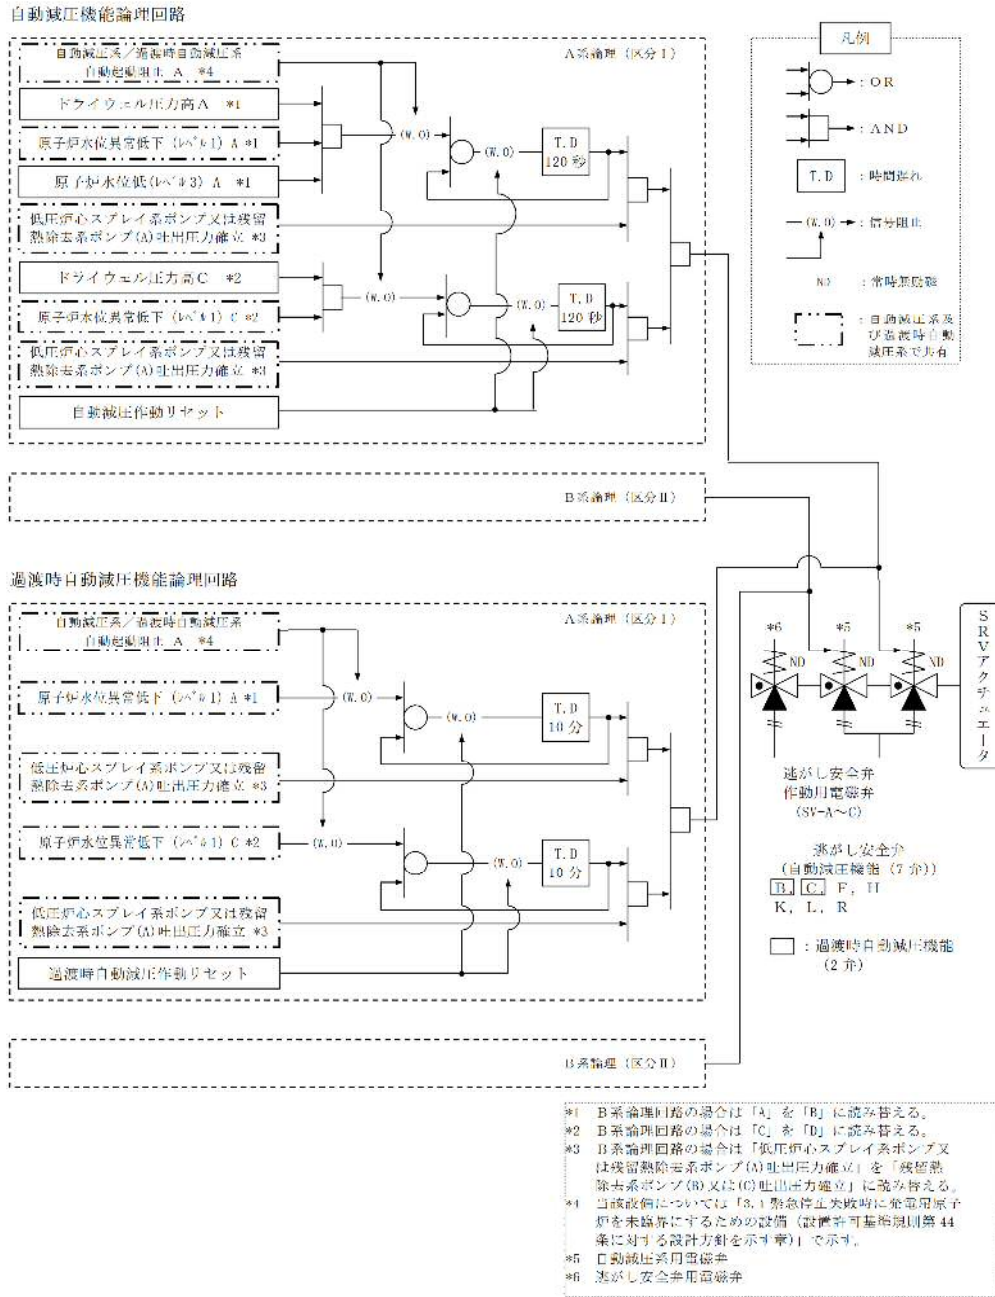 自動減圧機能論理回路
A系論理（区分Ⅰ）
自動減圧系／過渡時自動減圧系
自動起動阻止 A *4
ドライウェル圧力高A *1
原子炉水位異常低下（レベル1）A *1
原子炉水位低（レベル3）A *1
低圧炉心スプレイ系ポンプ又は残留
熱除去系ポンプ(A)吐出圧力確立 *3
ドライウェル圧力高C *2
原子炉水位異常低下（レベル1）C *2
低圧炉心スプレイ系ポンプ又は残留
熱除去系ポンプ(A)吐出圧力確立 *3
自動減圧作動リセット
(W.O)
(W.O)
T.D
120秒
(W.O)
(W.O)
T.D
120秒
B系論理（区分Ⅱ）
凡例
：OR
：AND
T.D ：時間遅れ
(W.O) ：信号阻止
ND ：常時無励磁
：自動減圧系及
び過渡時自動
減圧系で共有
過渡時自動減圧機能論理回路
A系論理（区分Ⅰ）
自動減圧系／過渡時自動減圧系
自動起動阻止 A *4
原子炉水位異常低下（レベル1）A *1
低圧炉心スプレイ系ポンプ又は残留
熱除去系ポンプ(A)吐出圧力確立 *3
原子炉水位異常低下（レベル1）C *2
低圧炉心スプレイ系ポンプ又は残留
熱除去系ポンプ(A)吐出圧力確立 *3
過渡時自動減圧作動リセット
(W.O)
(W.O)
T.D
10分
(W.O)
(W.O)
T.D
10分
B系論理（区分Ⅱ）
*6 *5 *5
ND ND ND
SRVアクチュエータ
逃がし安全弁
作動用電磁弁
(SV-A～C)
逃がし安全弁
（自動減圧機能（7弁））
B, C, F, H
K, L, R
：過渡時自動減圧機能
（2弁）
*1 B系論理回路の場合は「A」を「B」に読み替える。
*2 B系論理回路の場合は「C」を「D」に読み替える。
*3 B系論理回路の場合は「低圧炉心スプレイ系ポンプ又
は残留熱除去系ポンプ(A)吐出圧力確立」を「残留熱
除去系ポンプ(B)又は(C)吐出圧力確立」に読み替える。
*4 当該設備については「3.1 緊急停止失敗時に発電用原子
炉を未臨界にするための設備（設置許可基準規則第44
条に対する設計方針を示す章）」で示す。
*5 自動減圧系用電磁弁
*6 逃がし安全弁用電磁弁